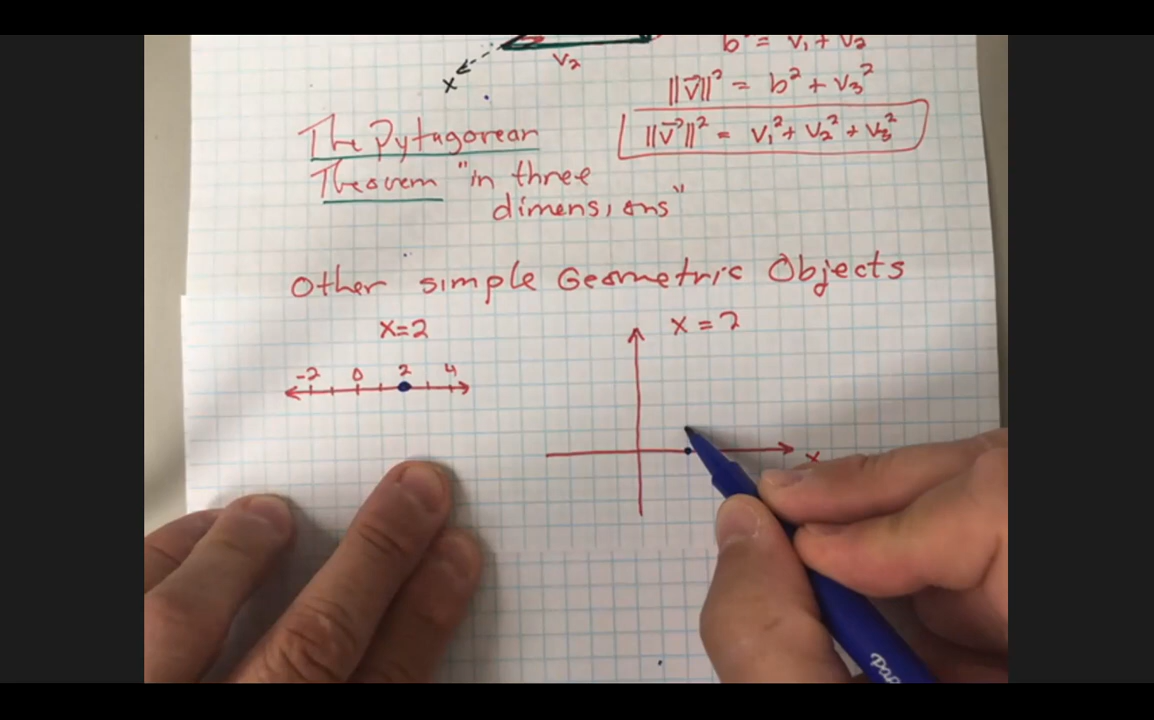 b² = v₁² + v₂²
x
v₂
‖v⃗‖² = b² + v₃²
‖v⃗‖² = v₁² + v₂² + v₃²
The Pytagorean
Theorem "in three
dimensions"
Other simple Geometric Objects
x=2
x = 2
-2 0 2 4
x